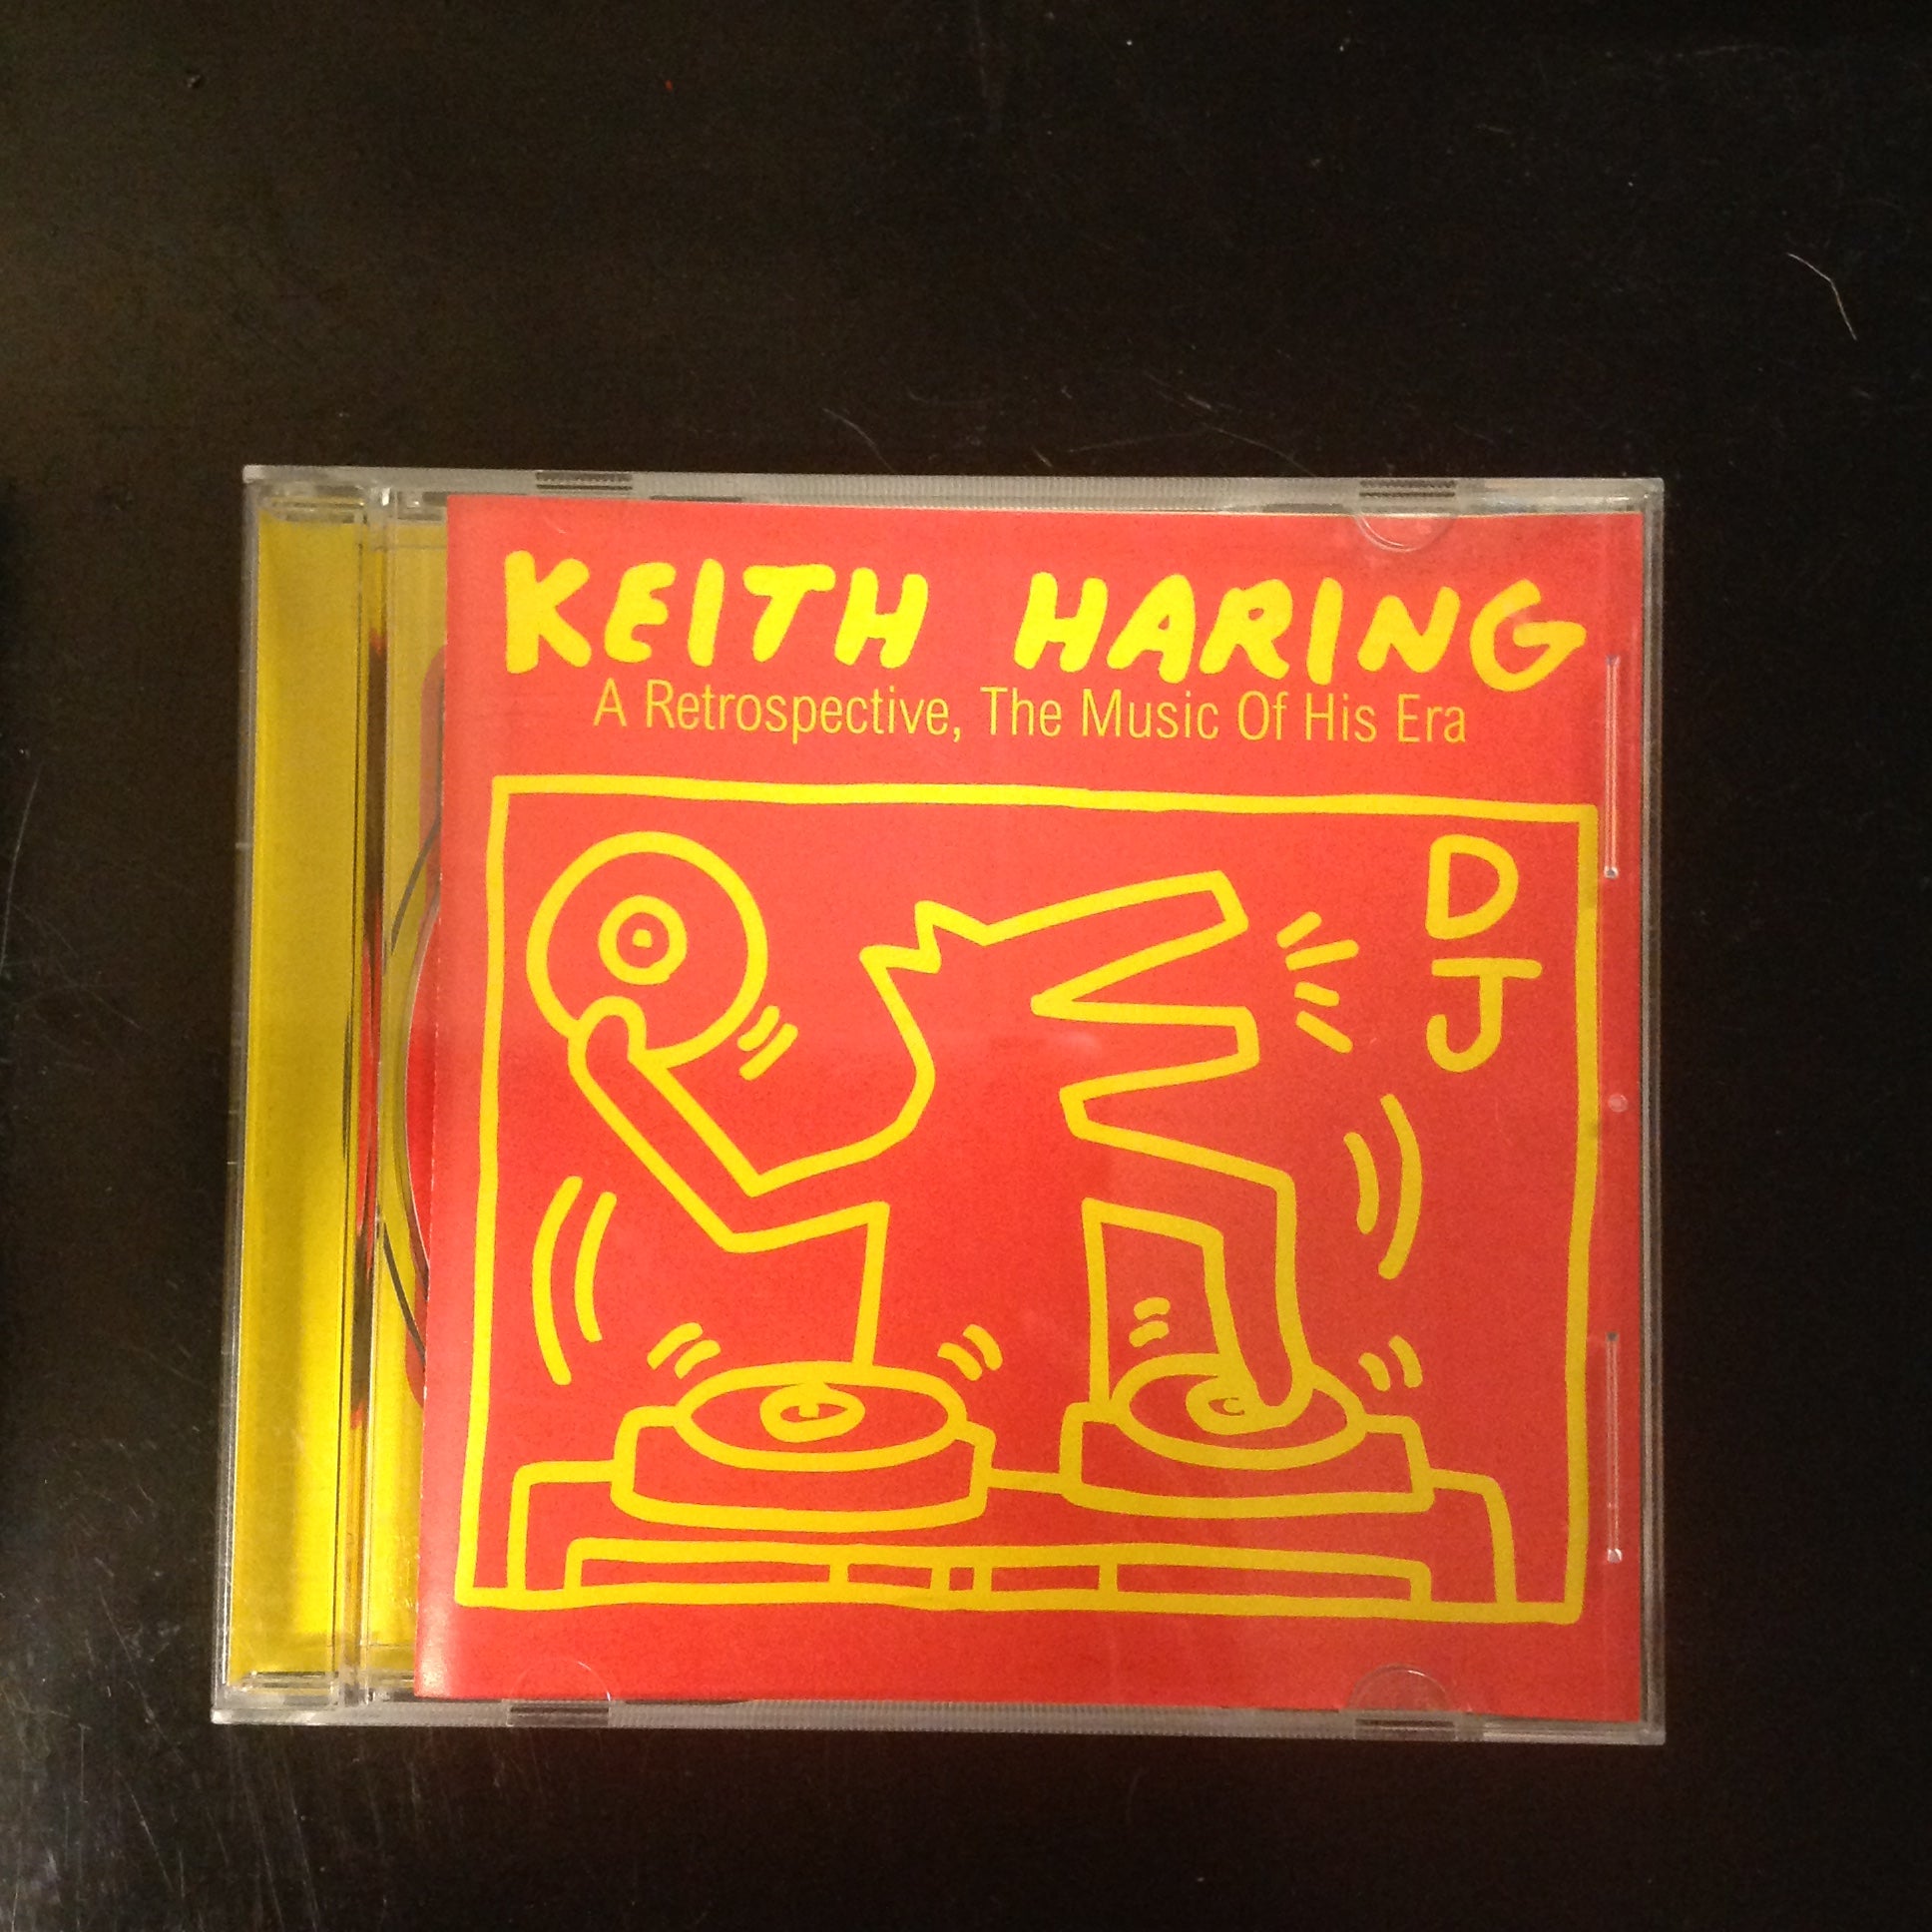 KEITH HARING
A Retrospective, The Music Of His Era
D
J